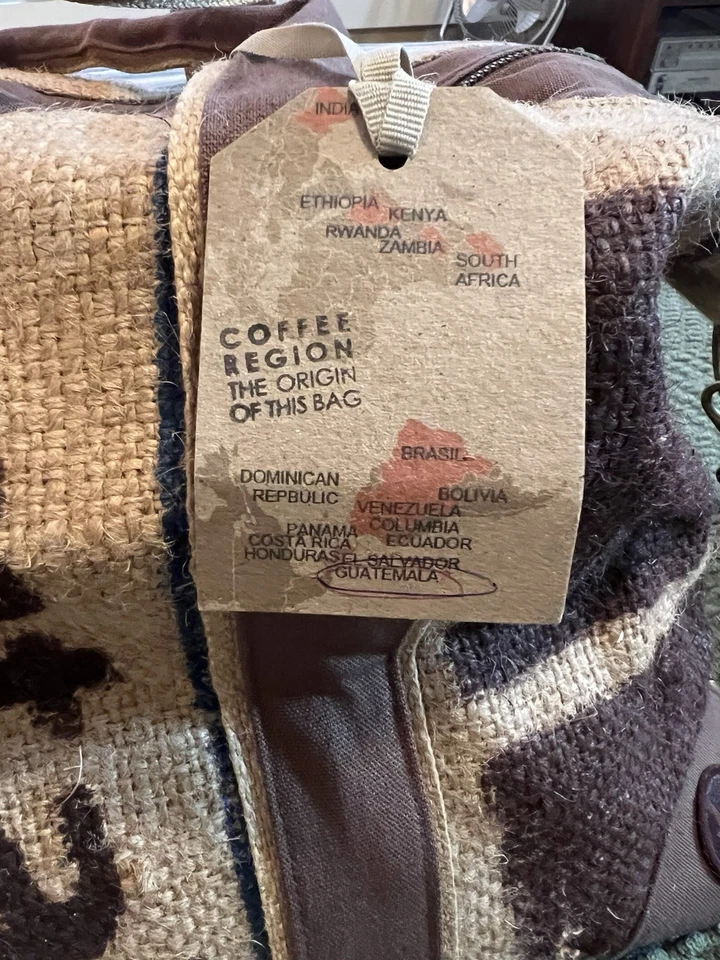 INDIA
ETHIOPIA
KENYA
RWANDA
ZAMBIA
SOUTH
AFRICA
COFFEE
REGION
THE ORIGIN
OF THIS BAG
BRASIL
DOMINICAN
REPBULIC
BOLIVIA
VENEZUELA
PANAMA
COLUMBIA
COSTA RICA
ECUADOR
HONDURAS
EL SALVADOR
GUATEMALA